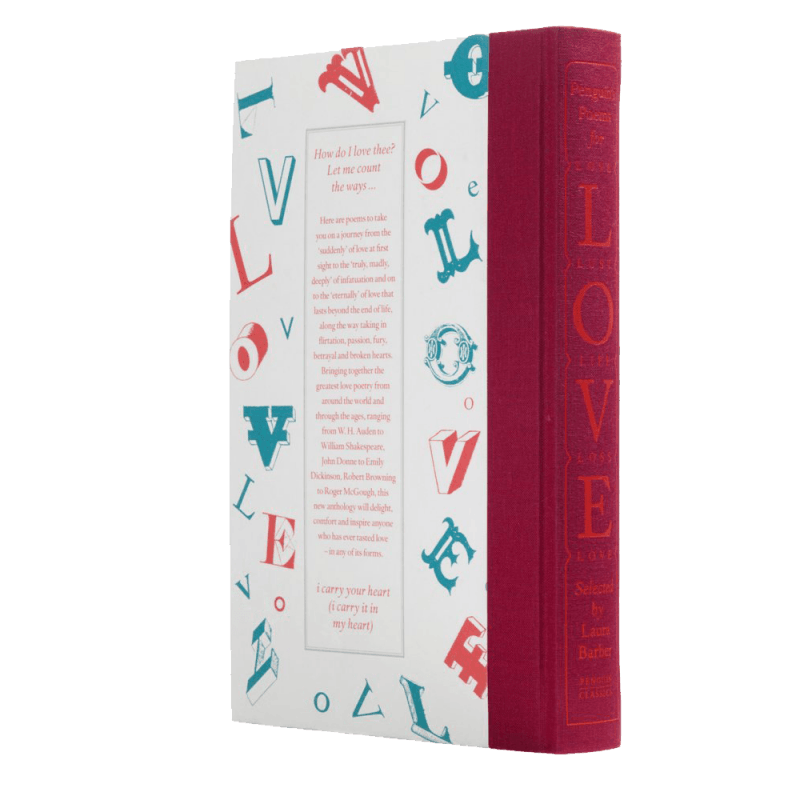 How do I love thee?
Let me count
the ways ...
Here are poems to take
you on a journey from the
'suddenly' of love at first
sight to the 'truly, madly,
deeply' of infatuation and on
to the 'eternally' of love that
lasts beyond the end of life,
along the way taking in
flirtation, passion, fury,
betrayal and broken hearts.
Bringing together the
greatest love poetry from
around the world and
through the ages, ranging
from W. H. Auden to
William Shakespeare,
John Donne to Emily
Dickinson, Robert Browning
to Roger McGough, this
new anthology will delight,
comfort and inspire anyone
who has ever tasted love
– in any of its forms.
i carry your heart
(i carry it in
my heart)
L
V
O
V
V
O
e
L
L
O
V
O
V
O
V
L
E
E
V
O
L
E
O
V
L
Penguin's
Poems
for
L
O
V
E
LOVE
Selected
by
Laura
Barber
PENGUIN
CLASSICS